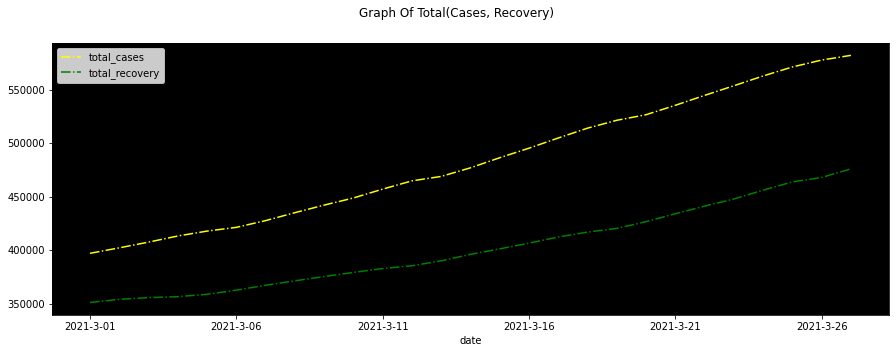 Graph Of Total(Cases, Recovery)
total_cases
total_recovery
550000
500000
450000
400000
350000
2021-3-01 2021-3-06 2021-3-11 2021-3-16 2021-3-21 2021-3-26
date